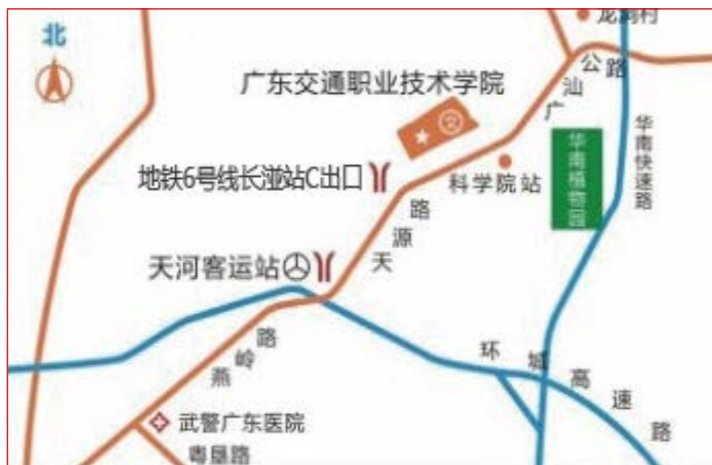 北
龙洞村
广汕公路
广东交通职业技术学院
华南快速路
华南植物园
地铁6号线长湴站C出口
科学院站
天源路
天河客运站
燕岭路
环城高速路
武警广东医院
粤垦路